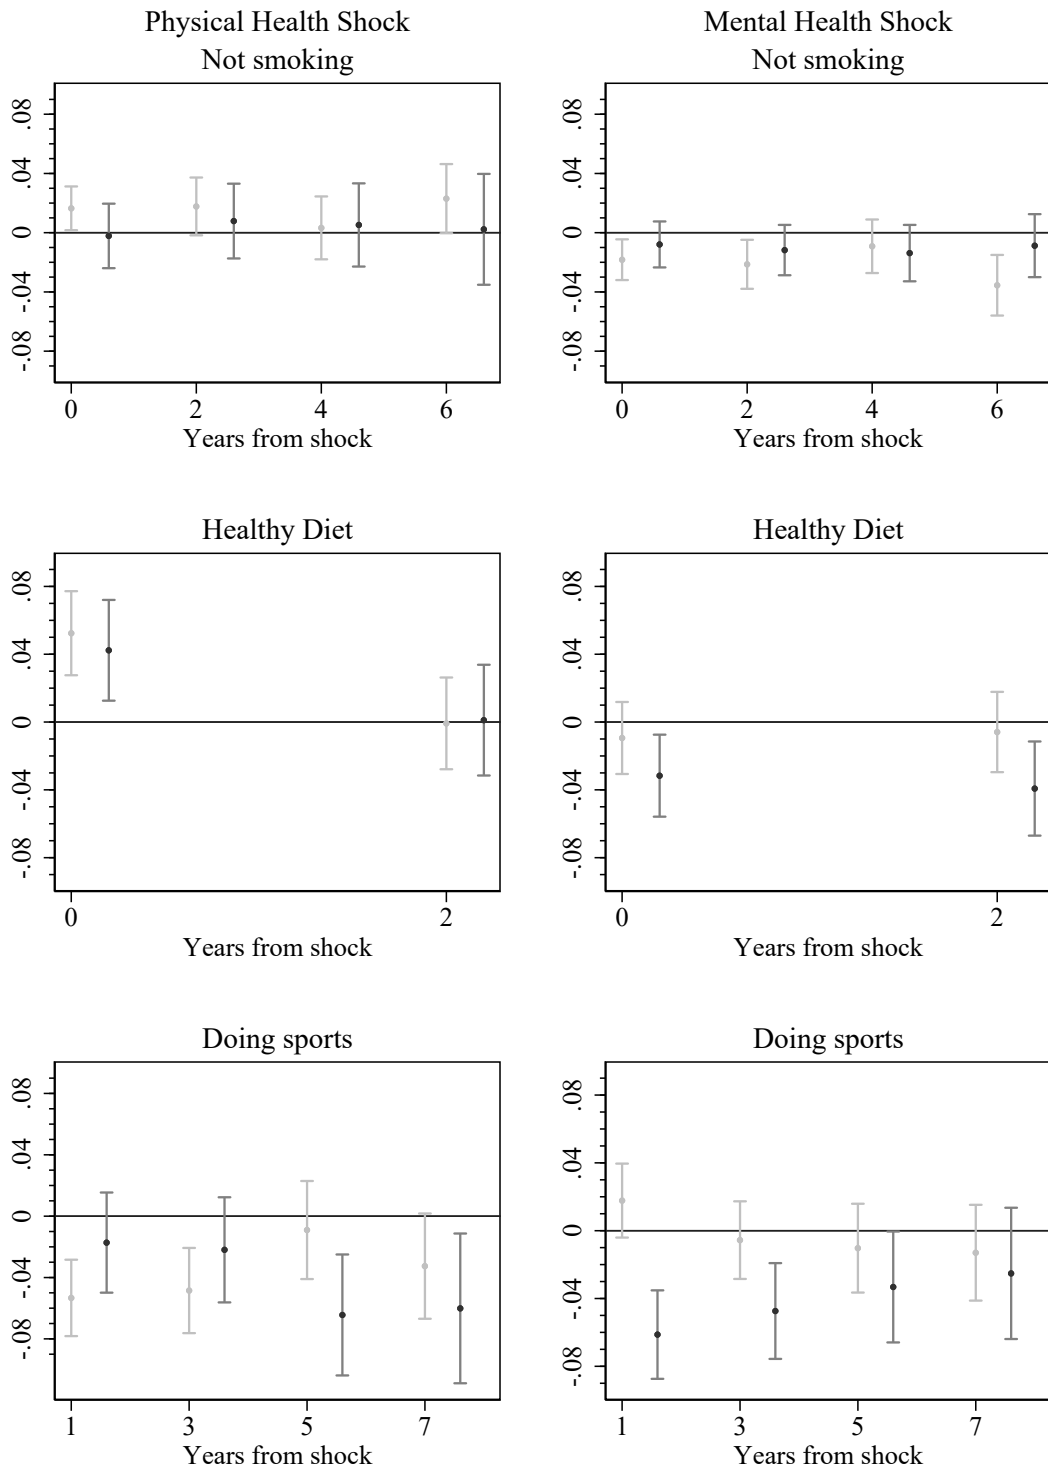 Physical Health Shock
Not smoking
.08
.04
0
-.04
-.08
0 2 4 6
Years from shock
Mental Health Shock
Not smoking
.08
.04
0
-.04
-.08
0 2 4 6
Years from shock
Healthy Diet
.08
.04
0
-.04
-.08
0 2
Years from shock
Healthy Diet
.08
.04
0
-.04
-.08
0 2
Years from shock
Doing sports
.08
.04
0
-.04
-.08
1 3 5 7
Years from shock
Doing sports
.08
.04
0
-.04
-.08
1 3 5 7
Years from shock